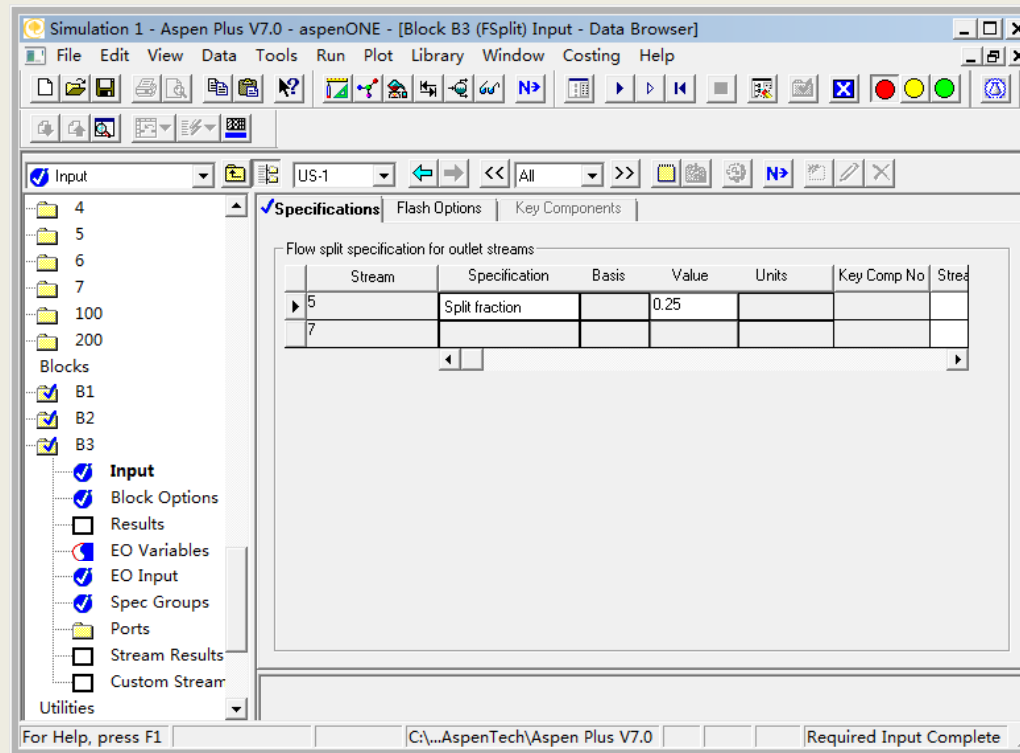 Simulation 1 - Aspen Plus V7.0 - aspenONE - [Block B3 (FSplit) Input - Data Browser]
File Edit View Data Tools Run Plot Library Window Costing Help
N
Input US-1 << All >> N
4
5
6
7
100
200
Blocks
B1
B2
B3
Input
Block Options
Results
EO Variables
EO Input
Spec Groups
Ports
Stream Results
Custom Stream
Utilities
Specifications Flash Options Key Components
Flow split specification for outlet streams
Stream Specification Basis Value Units Key Comp No Strea
5 Split fraction 0.25
7
For Help, press F1 C:\...AspenTech\Aspen Plus V7.0 Required Input Complete